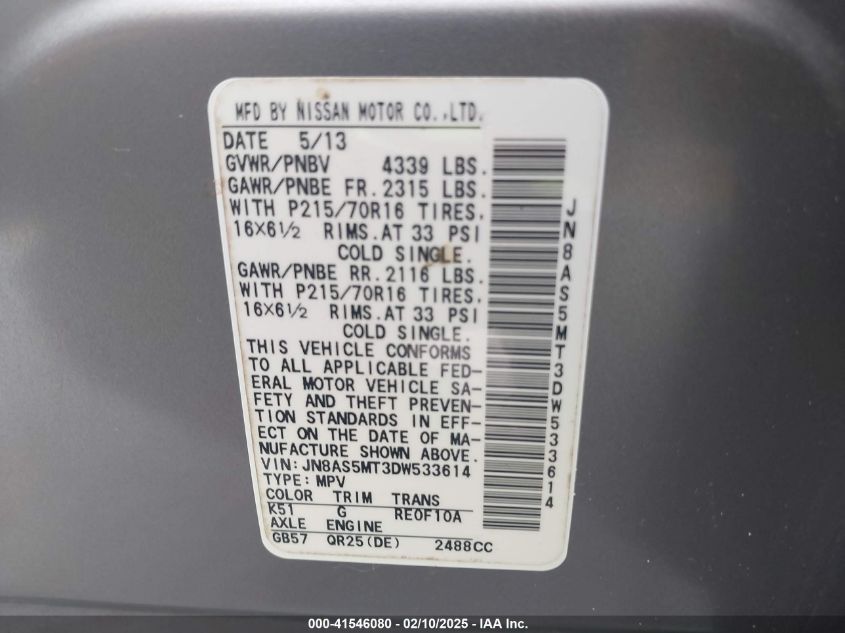 MFD BY NISSAN MOTOR CO.,LTD.
DATE 5/13
GVWR/PNBV 4339 LBS.
GAWR/PNBE FR.2315 LBS.
WITH P215/70R16 TIRES.
16×6½ RIMS.AT 33 PSI
COLD SINGLE.
GAWR/PNBE RR.2116 LBS.
WITH P215/70R16 TIRES.
16×6½ RIMS.AT 33 PSI
COLD SINGLE.
THIS VEHICLE CONFORMS
TO ALL APPLICABLE FED-
ERAL MOTOR VEHICLE SA-
FETY AND THEFT PREVEN-
TION STANDARDS IN EFF-
ECT ON THE DATE OF MA-
NUFACTURE SHOWN ABOVE.
VIN:JN8AS5MT3DW533614
TYPE:MPV
COLOR TRIM TRANS
K51 G RE0F10A
AXLE ENGINE
GB57 QR25(DE) 2488CC
JN8AS5MT3DW533614
000-41546080 - 02/10/2025 - IAA Inc.